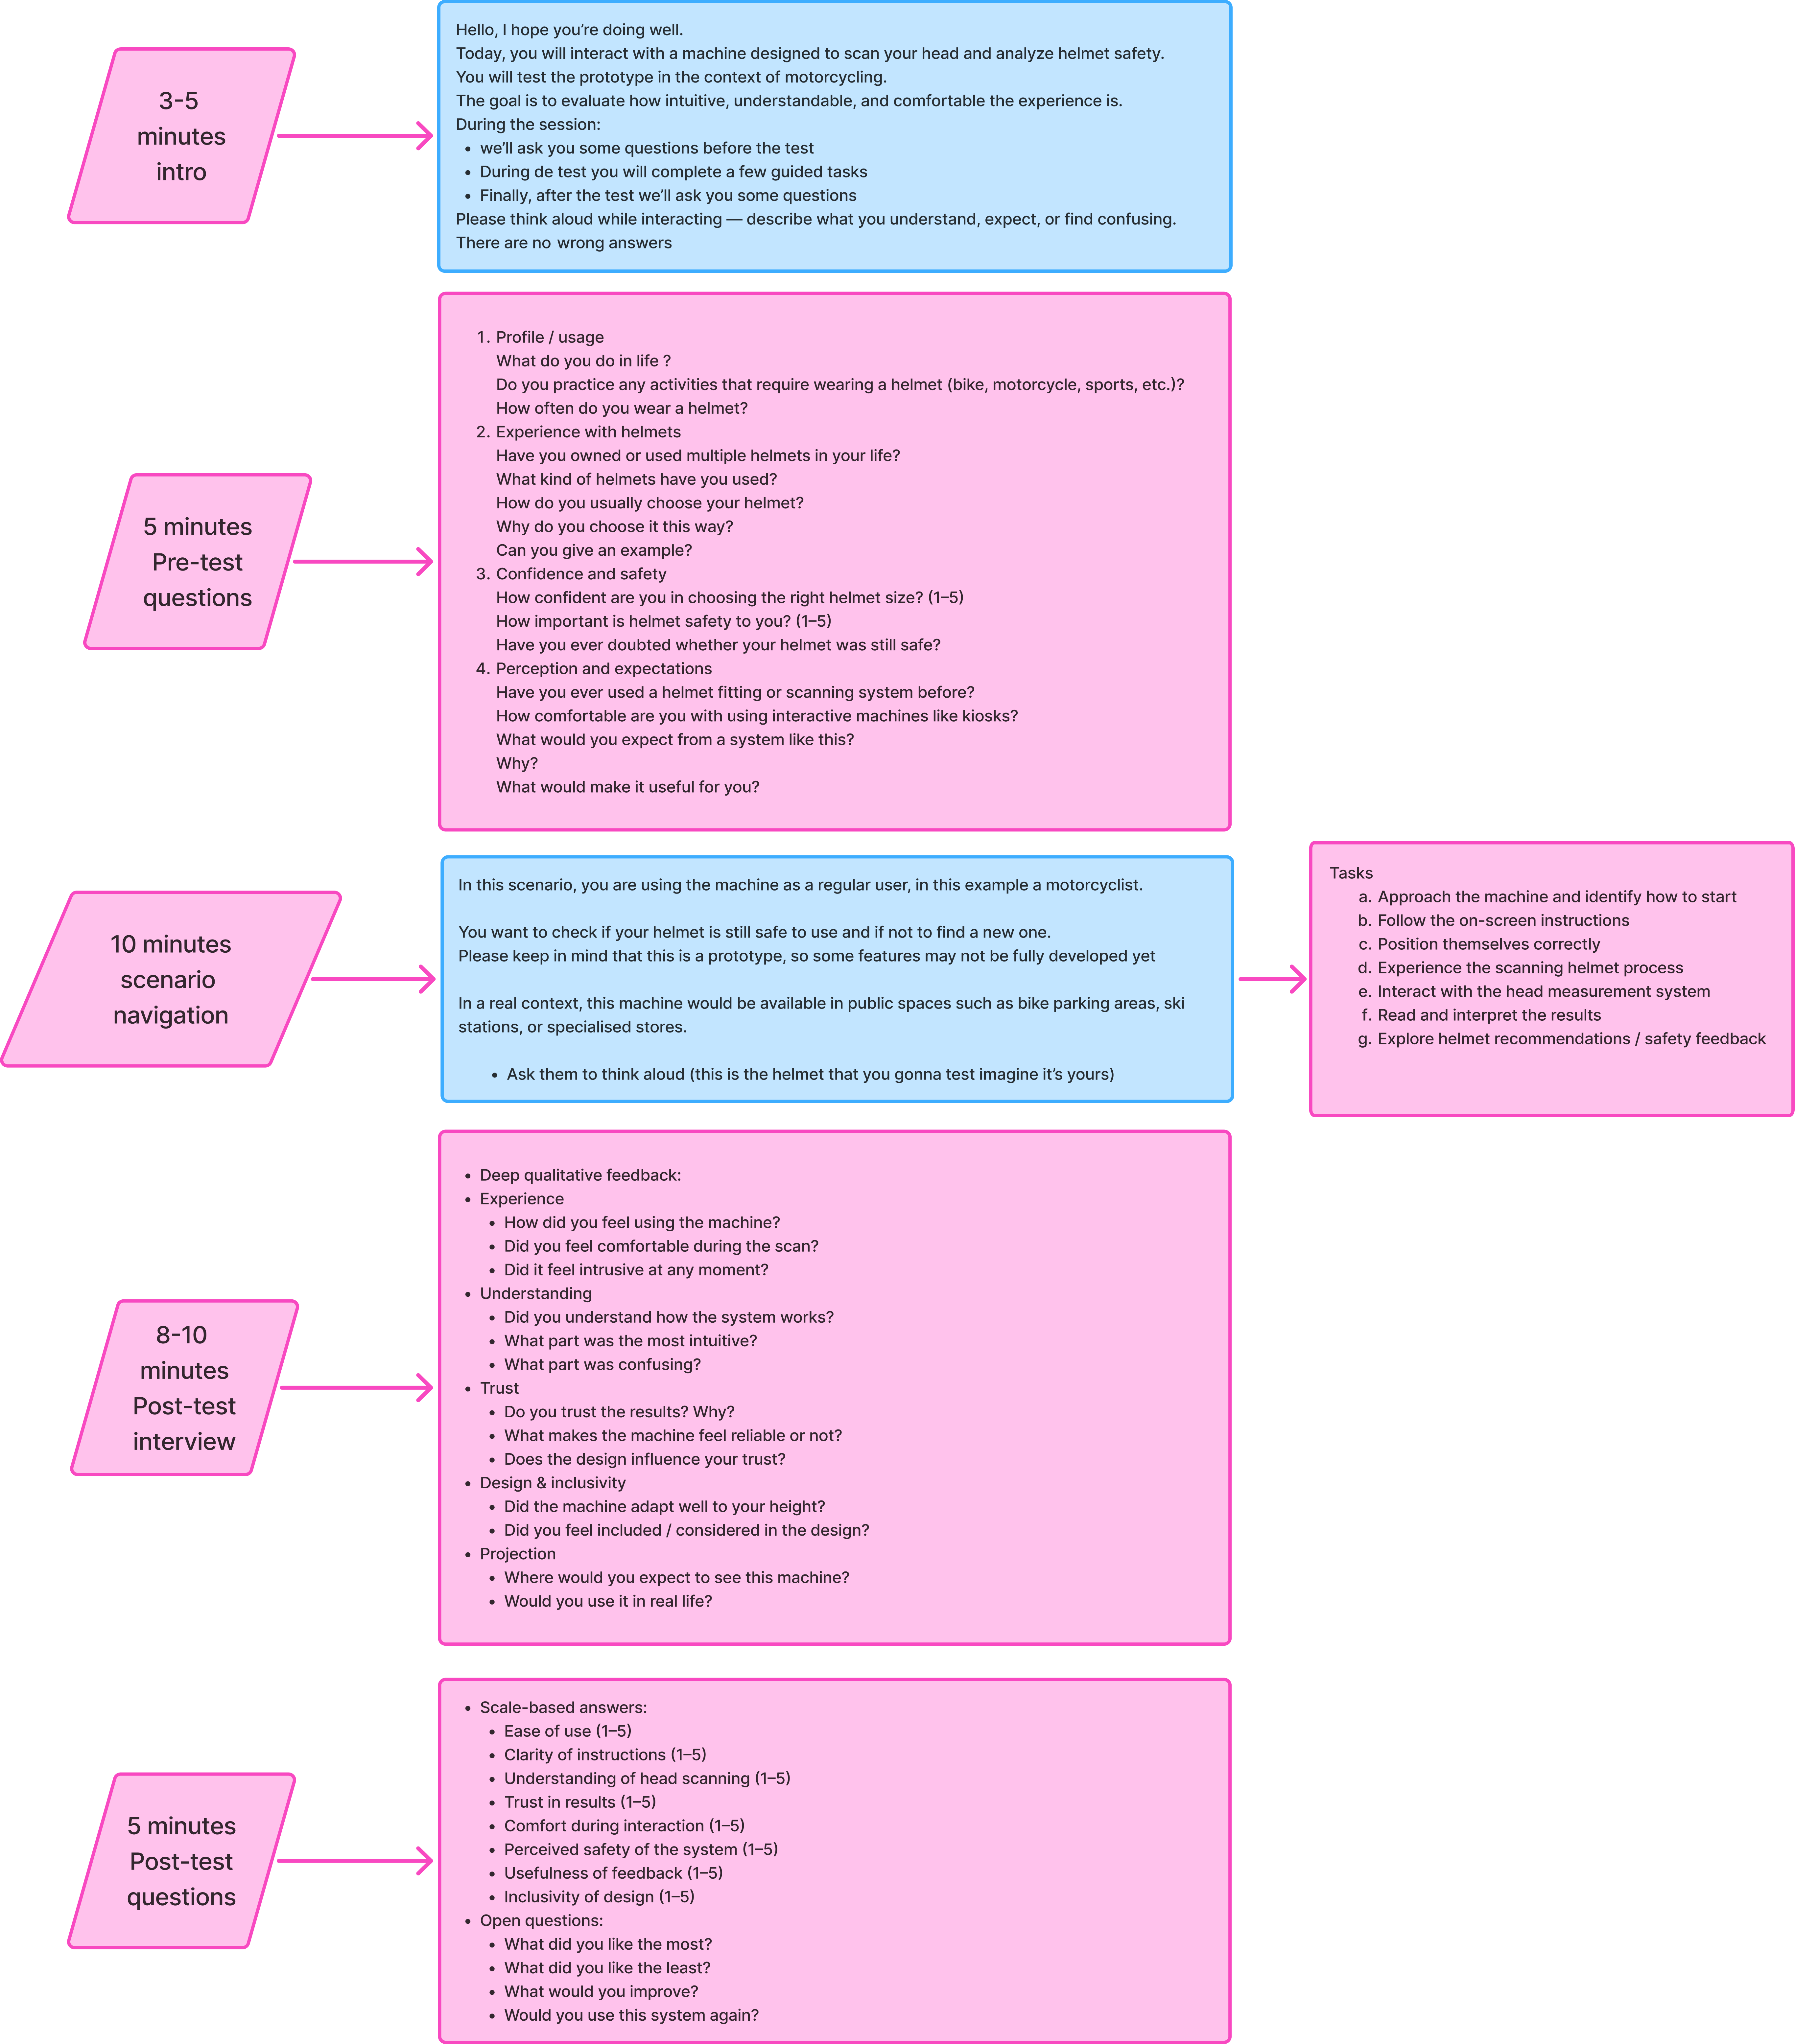 3-5
minutes
intro
Hello, I hope you’re doing well.
Today, you will interact with a machine designed to scan your head and analyze helmet safety.
You will test the prototype in the context of motorcycling.
The goal is to evaluate how intuitive, understandable, and comfortable the experience is.
During the session:
• we’ll ask you some questions before the test
• During de test you will complete a few guided tasks
• Finally, after the test we’ll ask you some questions
Please think aloud while interacting — describe what you understand, expect, or find confusing.
There are no wrong answers
5 minutes
Pre-test
questions
1. Profile / usage
What do you do in life ?
Do you practice any activities that require wearing a helmet (bike, motorcycle, sports, etc.)?
How often do you wear a helmet?
2. Experience with helmets
Have you owned or used multiple helmets in your life?
What kind of helmets have you used?
How do you usually choose your helmet?
Why do you choose it this way?
Can you give an example?
3. Confidence and safety
How confident are you in choosing the right helmet size? (1–5)
How important is helmet safety to you? (1–5)
Have you ever doubted whether your helmet was still safe?
4. Perception and expectations
Have you ever used a helmet fitting or scanning system before?
How comfortable are you with using interactive machines like kiosks?
What would you expect from a system like this?
Why?
What would make it useful for you?
10 minutes
scenario
navigation
In this scenario, you are using the machine as a regular user, in this example a motorcyclist.
You want to check if your helmet is still safe to use and if not to find a new one.
Please keep in mind that this is a prototype, so some features may not be fully developed yet
In a real context, this machine would be available in public spaces such as bike parking areas, ski
stations, or specialised stores.
• Ask them to think aloud (this is the helmet that you gonna test imagine it’s yours)
Tasks
a. Approach the machine and identify how to start
b. Follow the on-screen instructions
c. Position themselves correctly
d. Experience the scanning helmet process
e. Interact with the head measurement system
f. Read and interpret the results
g. Explore helmet recommendations / safety feedback
8-10
minutes
Post-test
interview
• Deep qualitative feedback:
• Experience
• How did you feel using the machine?
• Did you feel comfortable during the scan?
• Did it feel intrusive at any moment?
• Understanding
• Did you understand how the system works?
• What part was the most intuitive?
• What part was confusing?
• Trust
• Do you trust the results? Why?
• What makes the machine feel reliable or not?
• Does the design influence your trust?
• Design & inclusivity
• Did the machine adapt well to your height?
• Did you feel included / considered in the design?
• Projection
• Where would you expect to see this machine?
• Would you use it in real life?
5 minutes
Post-test
questions
• Scale-based answers:
• Ease of use (1–5)
• Clarity of instructions (1–5)
• Understanding of head scanning (1–5)
• Trust in results (1–5)
• Comfort during interaction (1–5)
• Perceived safety of the system (1–5)
• Usefulness of feedback (1–5)
• Inclusivity of design (1–5)
• Open questions:
• What did you like the most?
• What did you like the least?
• What would you improve?
• Would you use this system again?